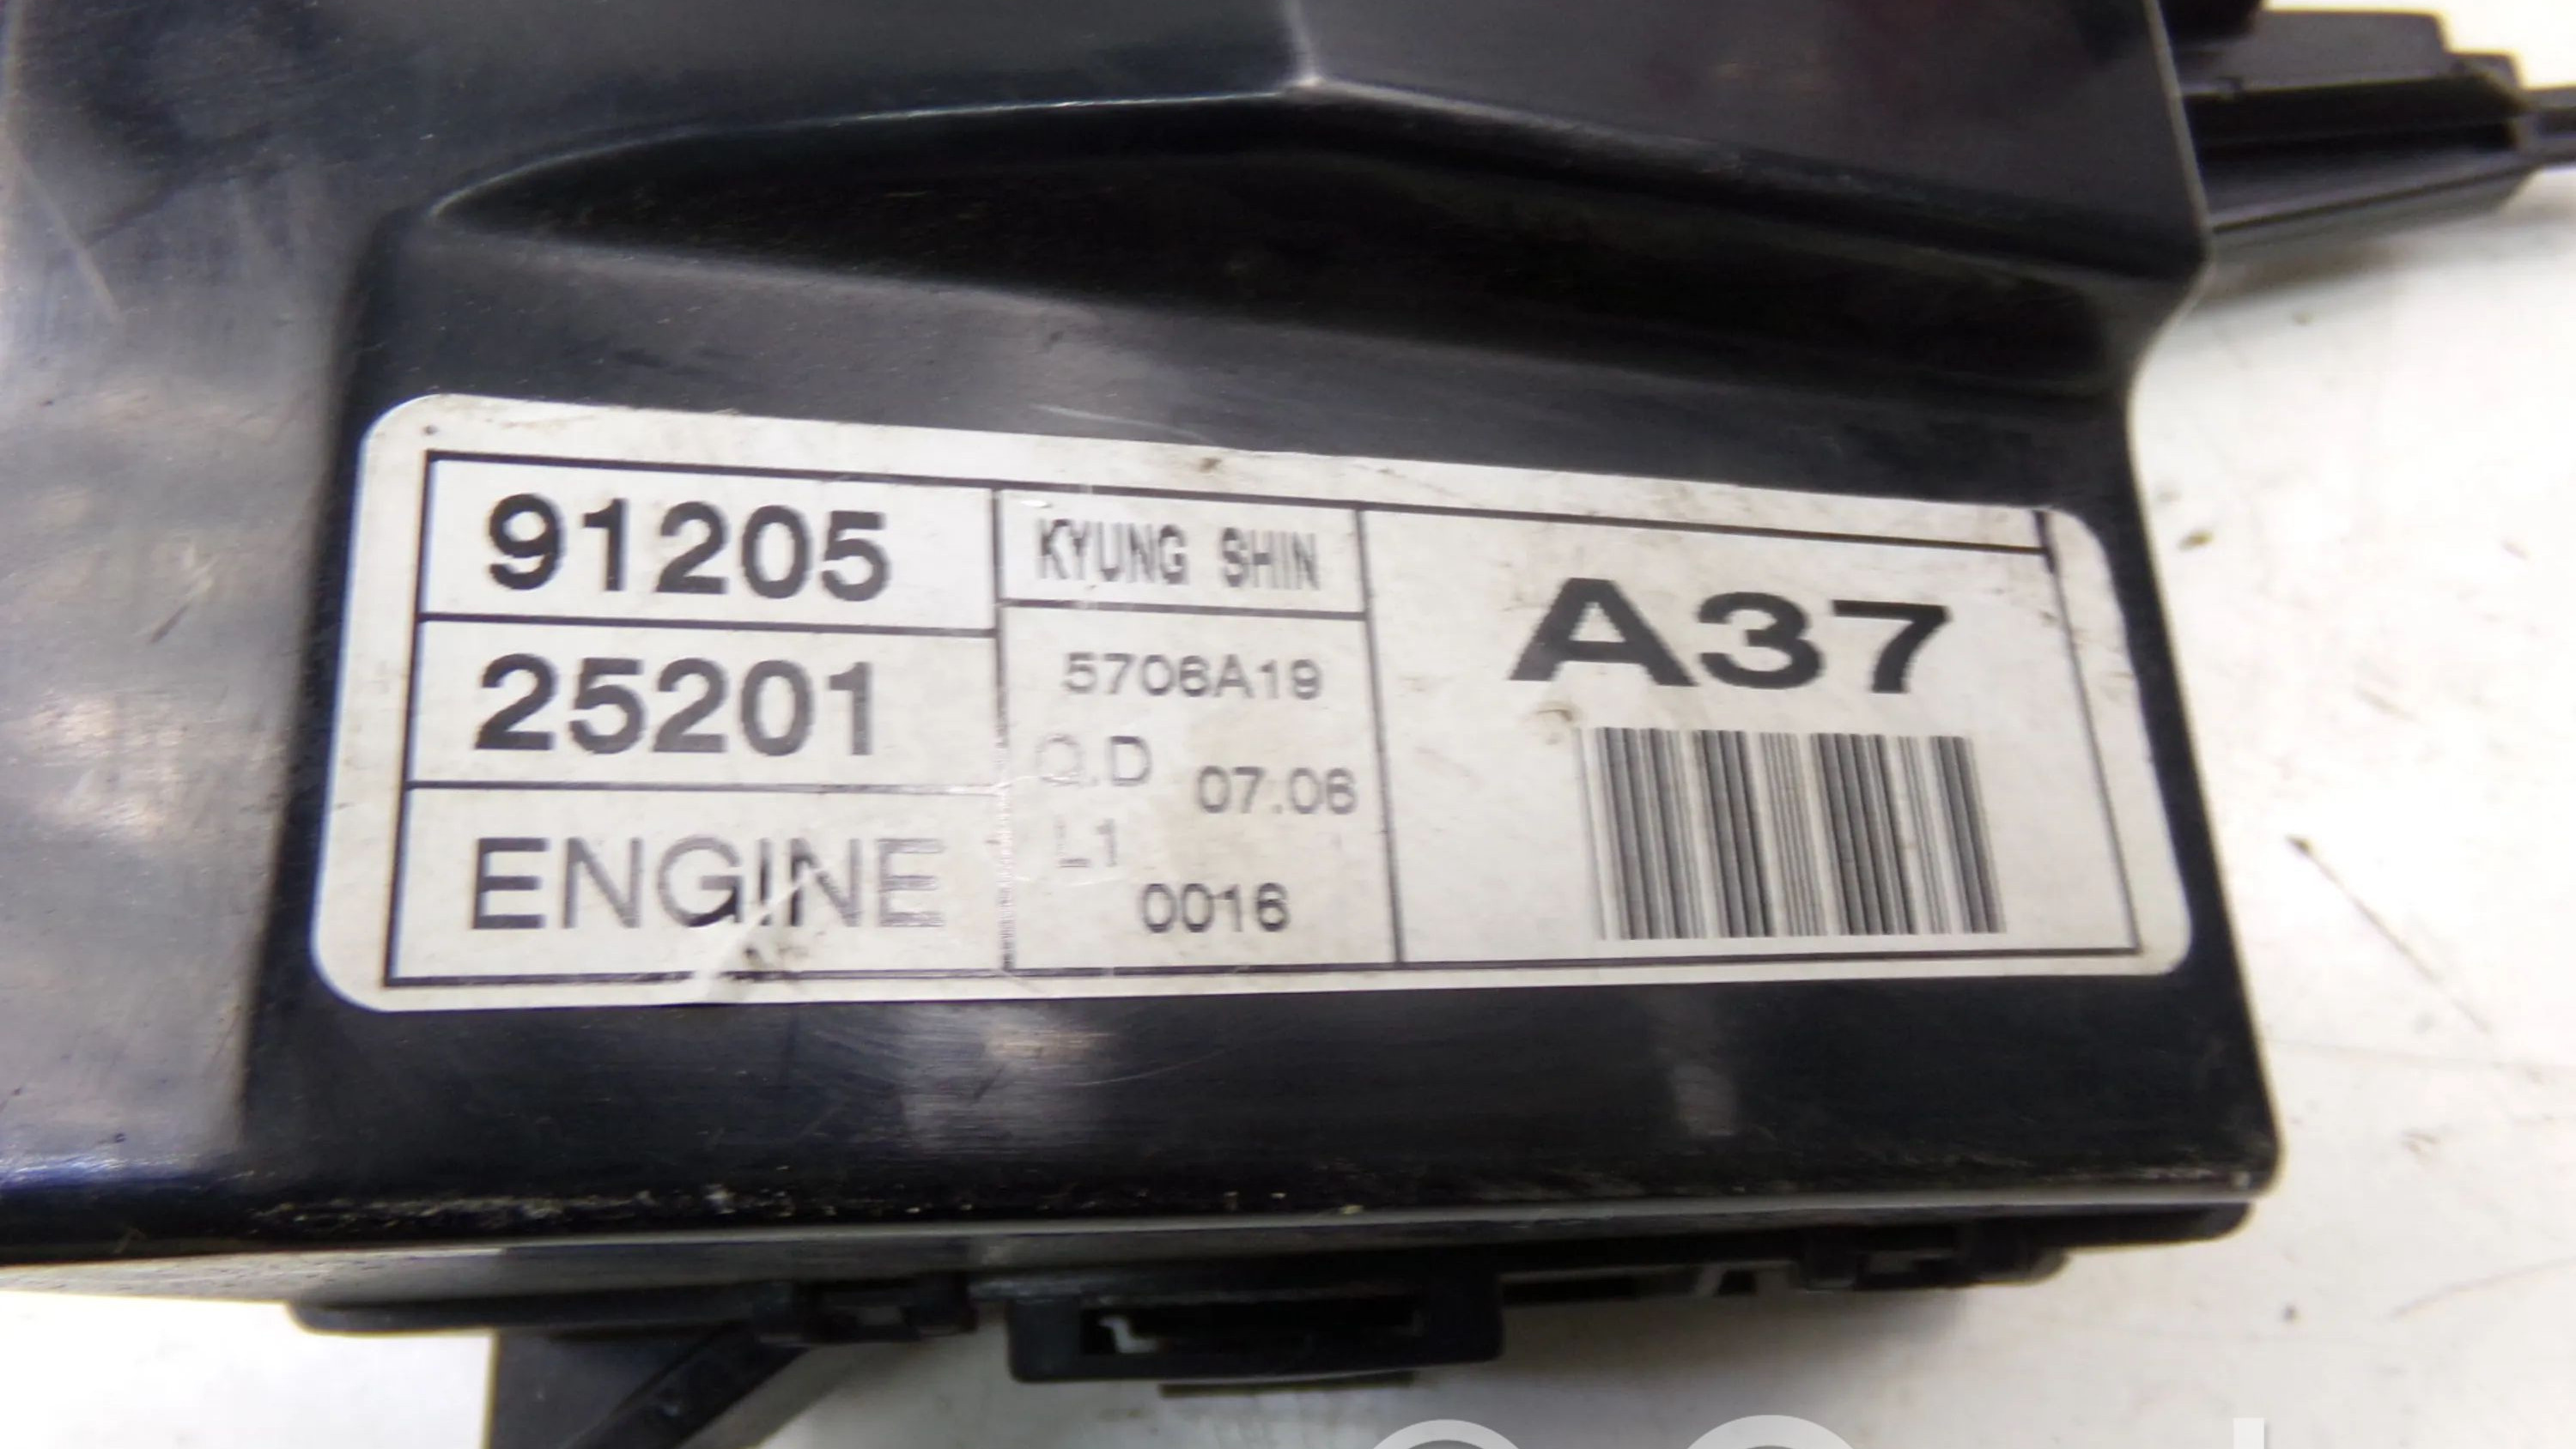 91205
25201
ENGINE
KYUNG SHIN
5706A19
Q.D 07.06
L1
0016
A37